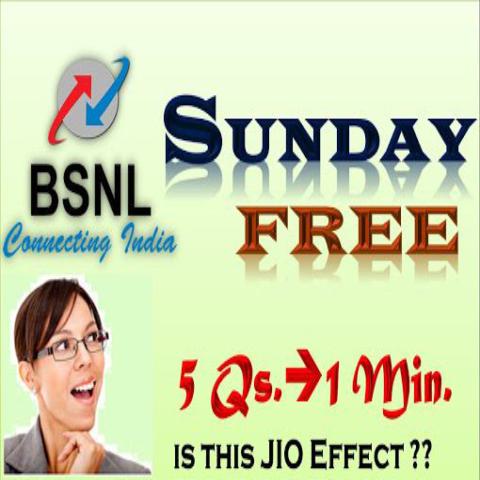 SUNDAY
FREE
BSNL
Connecting India
5 Qs.→1 Min.
IS THIS JIO EFFECT ??